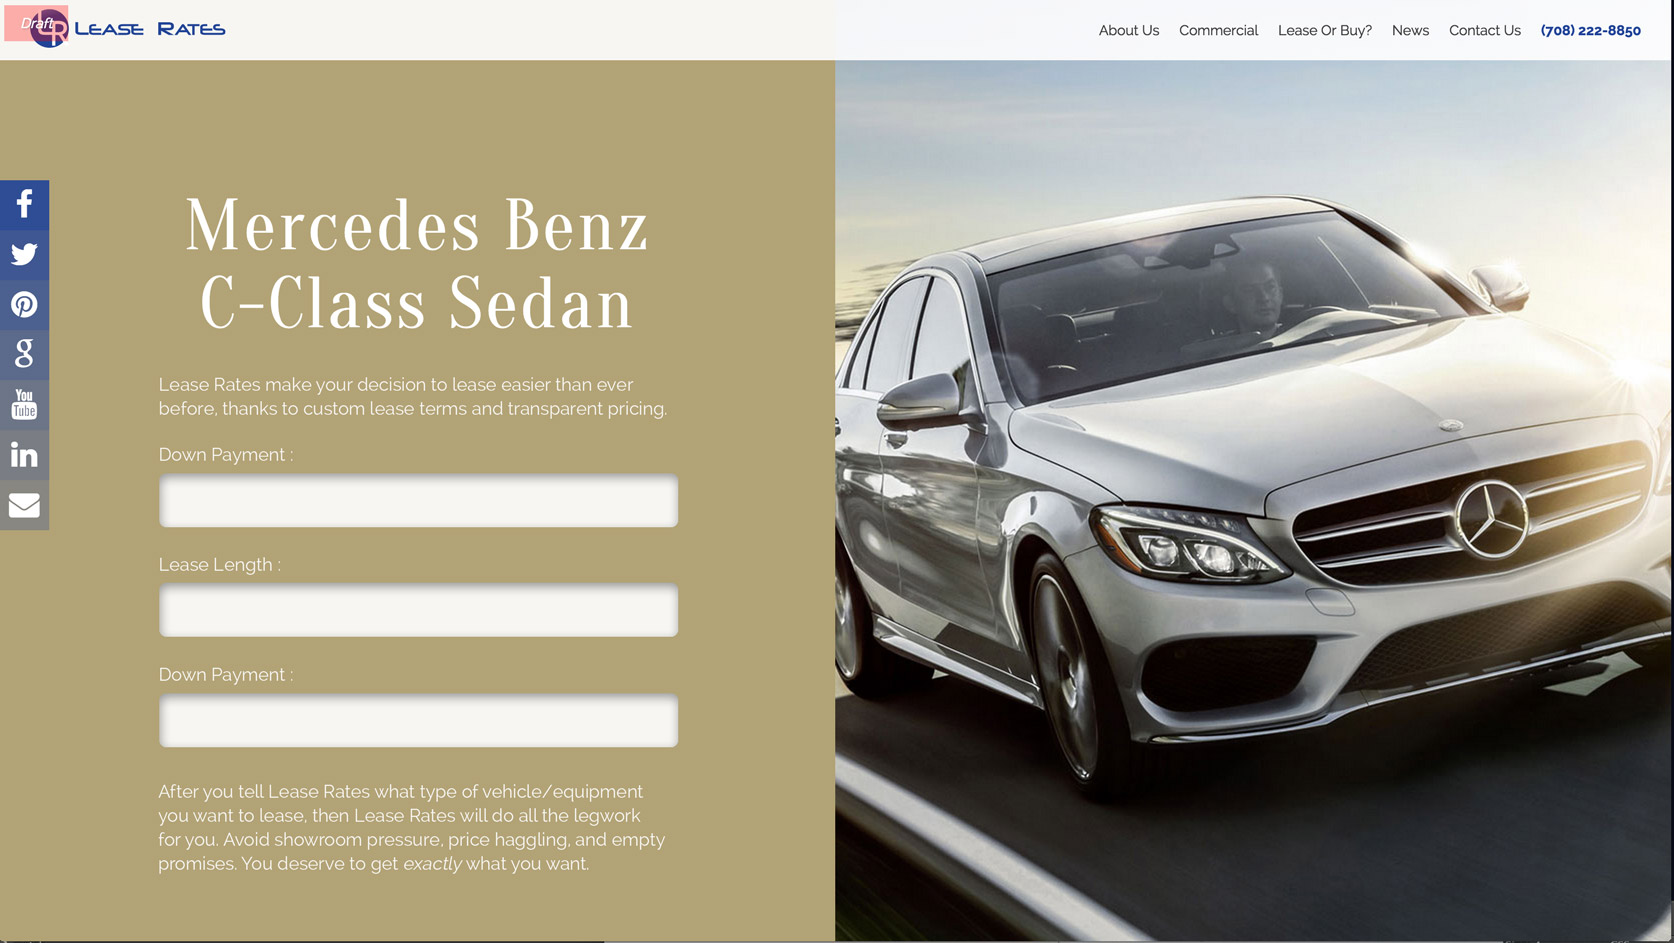 Draft
LR
LEASE RATES
About Us
Commercial
Lease Or Buy?
News
Contact Us
(708) 222-8850
Mercedes Benz
C-Class Sedan
You
Tube
in
Lease Rates make your decision to lease easier than ever
before, thanks to custom lease terms and transparent pricing.
Down Payment :
Lease Length :
Down Payment :
After you tell Lease Rates what type of vehicle/equipment
you want to lease, then Lease Rates will do all the legwork
for you. Avoid showroom pressure, price haggling, and empty
promises. You deserve to get exactly what you want.